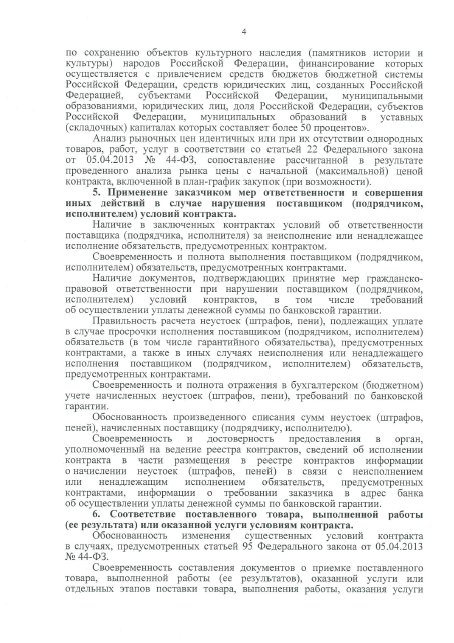 4
по сохранению объектов культурного наследия (памятников истории и
культуры) народов Российской Федерации, финансирование которых
осуществляется с привлечением средств бюджетов бюджетной системы
Российской Федерации, средств юридических лиц, созданных Российской
Федерацией, субъектами Российской Федерации, муниципальными
образованиями, юридических лиц, доля Российской Федерации, субъектов
Российской Федерации, муниципальных образований в уставных
(складочных) капиталах которых составляет более 50 процентов».
Анализ рыночных цен идентичных или при их отсутствии однородных
товаров, работ, услуг в соответствии со статьей 22 Федерального закона
от 05.04.2013 № 44-ФЗ, сопоставление рассчитанной в результате
проведенного анализа рынка цены с начальной (максимальной) ценой
контракта, включенной в план-график закупок (при возможности).
5. Применение заказчиком мер ответственности и совершения
иных действий в случае нарушения поставщиком (подрядчиком,
исполнителем) условий контракта.
Наличие в заключенных контрактах условий об ответственности
поставщика (подрядчика, исполнителя) за неисполнение или ненадлежащее
исполнение обязательств, предусмотренных контрактом.
Своевременность и полнота выполнения поставщиком (подрядчиком,
исполнителем) обязательств, предусмотренных контрактами.
Наличие документов, подтверждающих принятие мер гражданско-
правовой ответственности при нарушении поставщиком (подрядчиком,
исполнителем) условий контрактов, в том числе требований
об осуществлении уплаты денежной суммы по банковской гарантии.
Правильность расчета неустоек (штрафов, пени), подлежащих уплате
в случае просрочки исполнения поставщиком (подрядчиком, исполнителем)
обязательств (в том числе гарантийного обязательства), предусмотренных
контрактами, а также в иных случаях неисполнения или ненадлежащего
исполнения поставщиком (подрядчиком, исполнителем) обязательств,
предусмотренных контрактами.
Своевременность и полнота отражения в бухгалтерском (бюджетном)
учете начисленных неустоек (штрафов, пени), требований по банковской
гарантии.
Обоснованность произведенного списания сумм неустоек (штрафов,
пеней), начисленных поставщику (подрядчику, исполнителю).
Своевременность и достоверность предоставления в орган,
уполномоченный на ведение реестра контрактов, сведений об исполнении
контракта в части размещения в реестре контрактов информации
о начислении неустоек (штрафов, пеней) в связи с неисполнением
или ненадлежащим исполнением обязательств, предусмотренных
контрактами, информации о требовании заказчика в адрес банка
об осуществлении уплаты денежной суммы по банковской гарантии.
6. Соответствие поставленного товара, выполненной работы
(ее результата) или оказанной услуги условиям контракта.
Обоснованность изменения существенных условий контракта
в случаях, предусмотренных статьей 95 Федерального закона от 05.04.2013
№ 44-ФЗ.
Своевременность составления документов о приемке поставленного
товара, выполненной работы (ее результатов), оказанной услуги или
отдельных этапов поставки товара, выполнения работы, оказания услуги